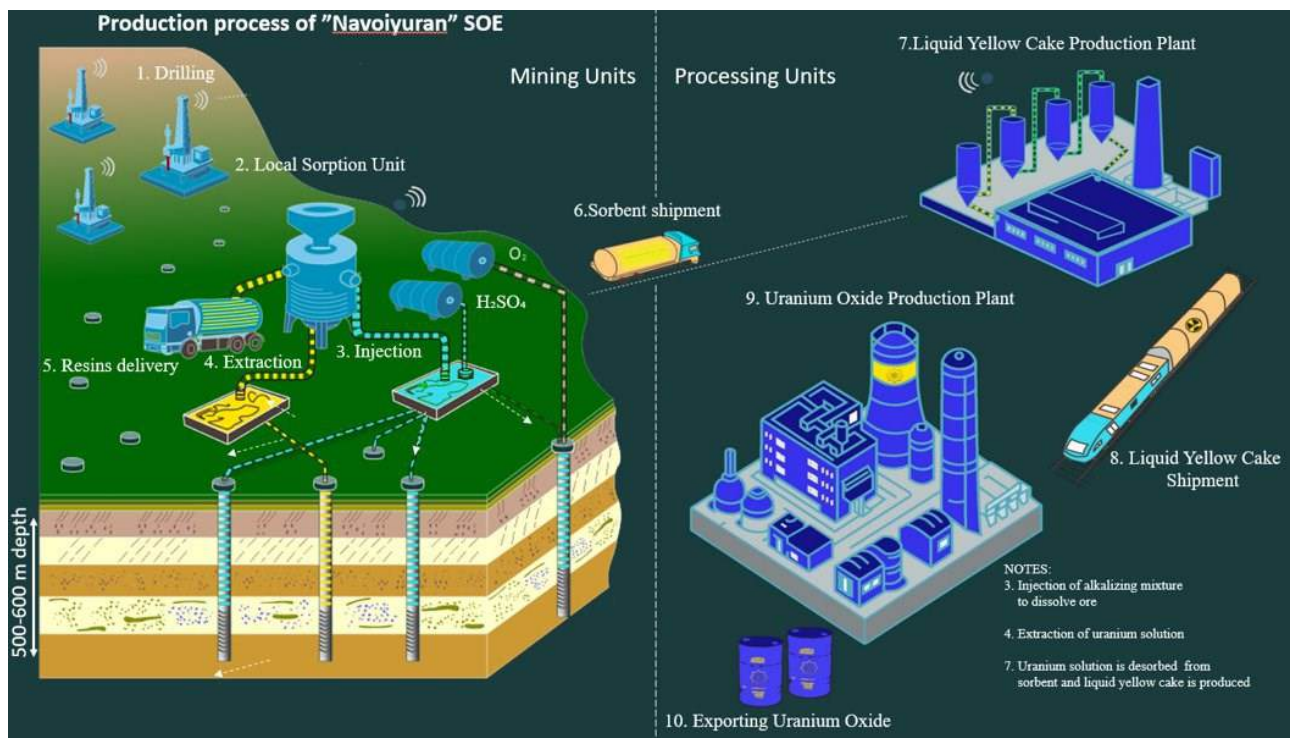 Production process of ”Navoiyuran” SOE
1. Drilling
Mining Units
Processing Units
7.Liquid Yellow Cake Production Plant
2. Local Sorption Unit
6.Sorbent shipment
O₂
H₂SO₄
9. Uranium Oxide Production Plant
3. Injection
5. Resins delivery
4. Extraction
8. Liquid Yellow Cake
Shipment
500-600 m depth
NOTES:
3. Injection of alkalizing mixture
to dissolve ore
4. Extraction of uranium solution
7. Uranium solution is desorbed from
sorbent and liquid yellow cake is produced
10. Exporting Uranium Oxide